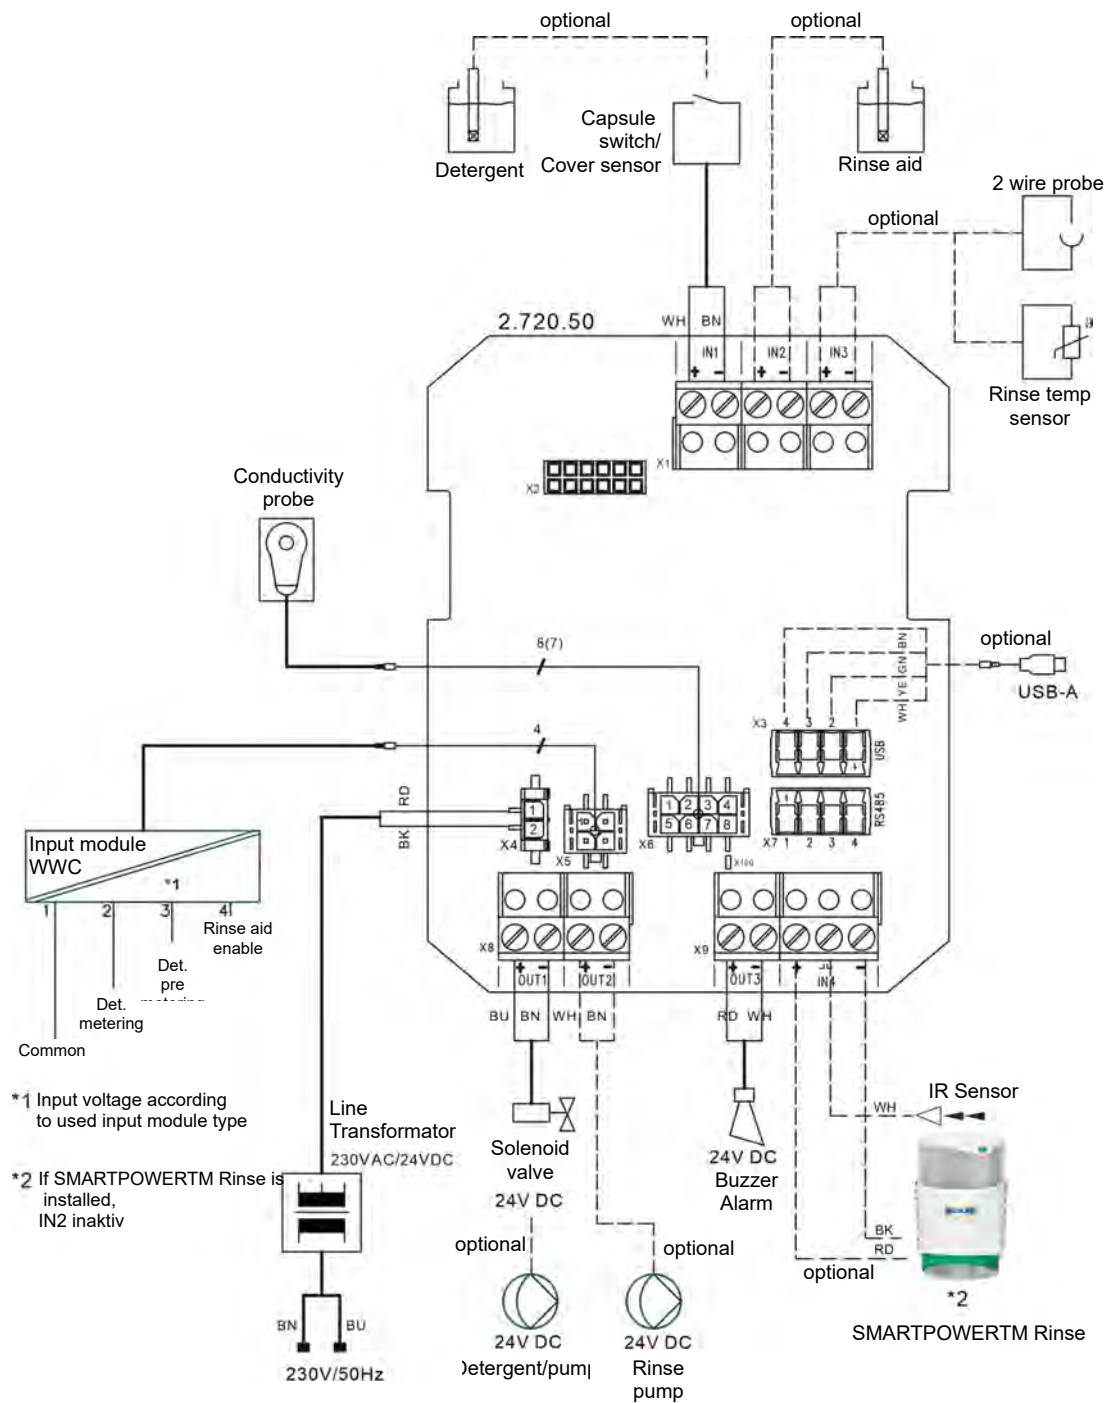 optional
optional
Capsule
switch/
Cover sensor
Detergent
Rinse aid
2 wire probe
optional
2.720.50
WH BN
IN1 IN2 IN3
+ - + - + -
Rinse temp
sensor
X1
X2
Conductivity
probe
8(7)
BN
GN
YE
WH
optional
USB-A
X3 4 3 2
1
USB
4
RD
BK
1
2
X4
X5
1 2 3 4
5 6 7 8
X6
1
RS485
X7 1 2 3 4
X100
Input module
WWC
*1
1 2 3 4
Rinse aid
enable
Det.
pre
Det.
metering
Common
X8
X9
+ - + - + - + -
OUT1 OUT2 OUT3 IN4
BU BN WH BN RD WH
*1 Input voltage according
to used input module type
*2 If SMARTPOWERTM Rinse is
installed,
IN2 inaktiv
Line
Transformator
230VAC/24VDC
Solenoid
valve
24V DC
24V DC
Buzzer
Alarm
WH
IR Sensor
BK
RD
optional
optional
optional
*2
SMARTPOWERTM Rinse
BN BU
230V/50Hz
24V DC
Detergent/pump
24V DC
Rinse
pump